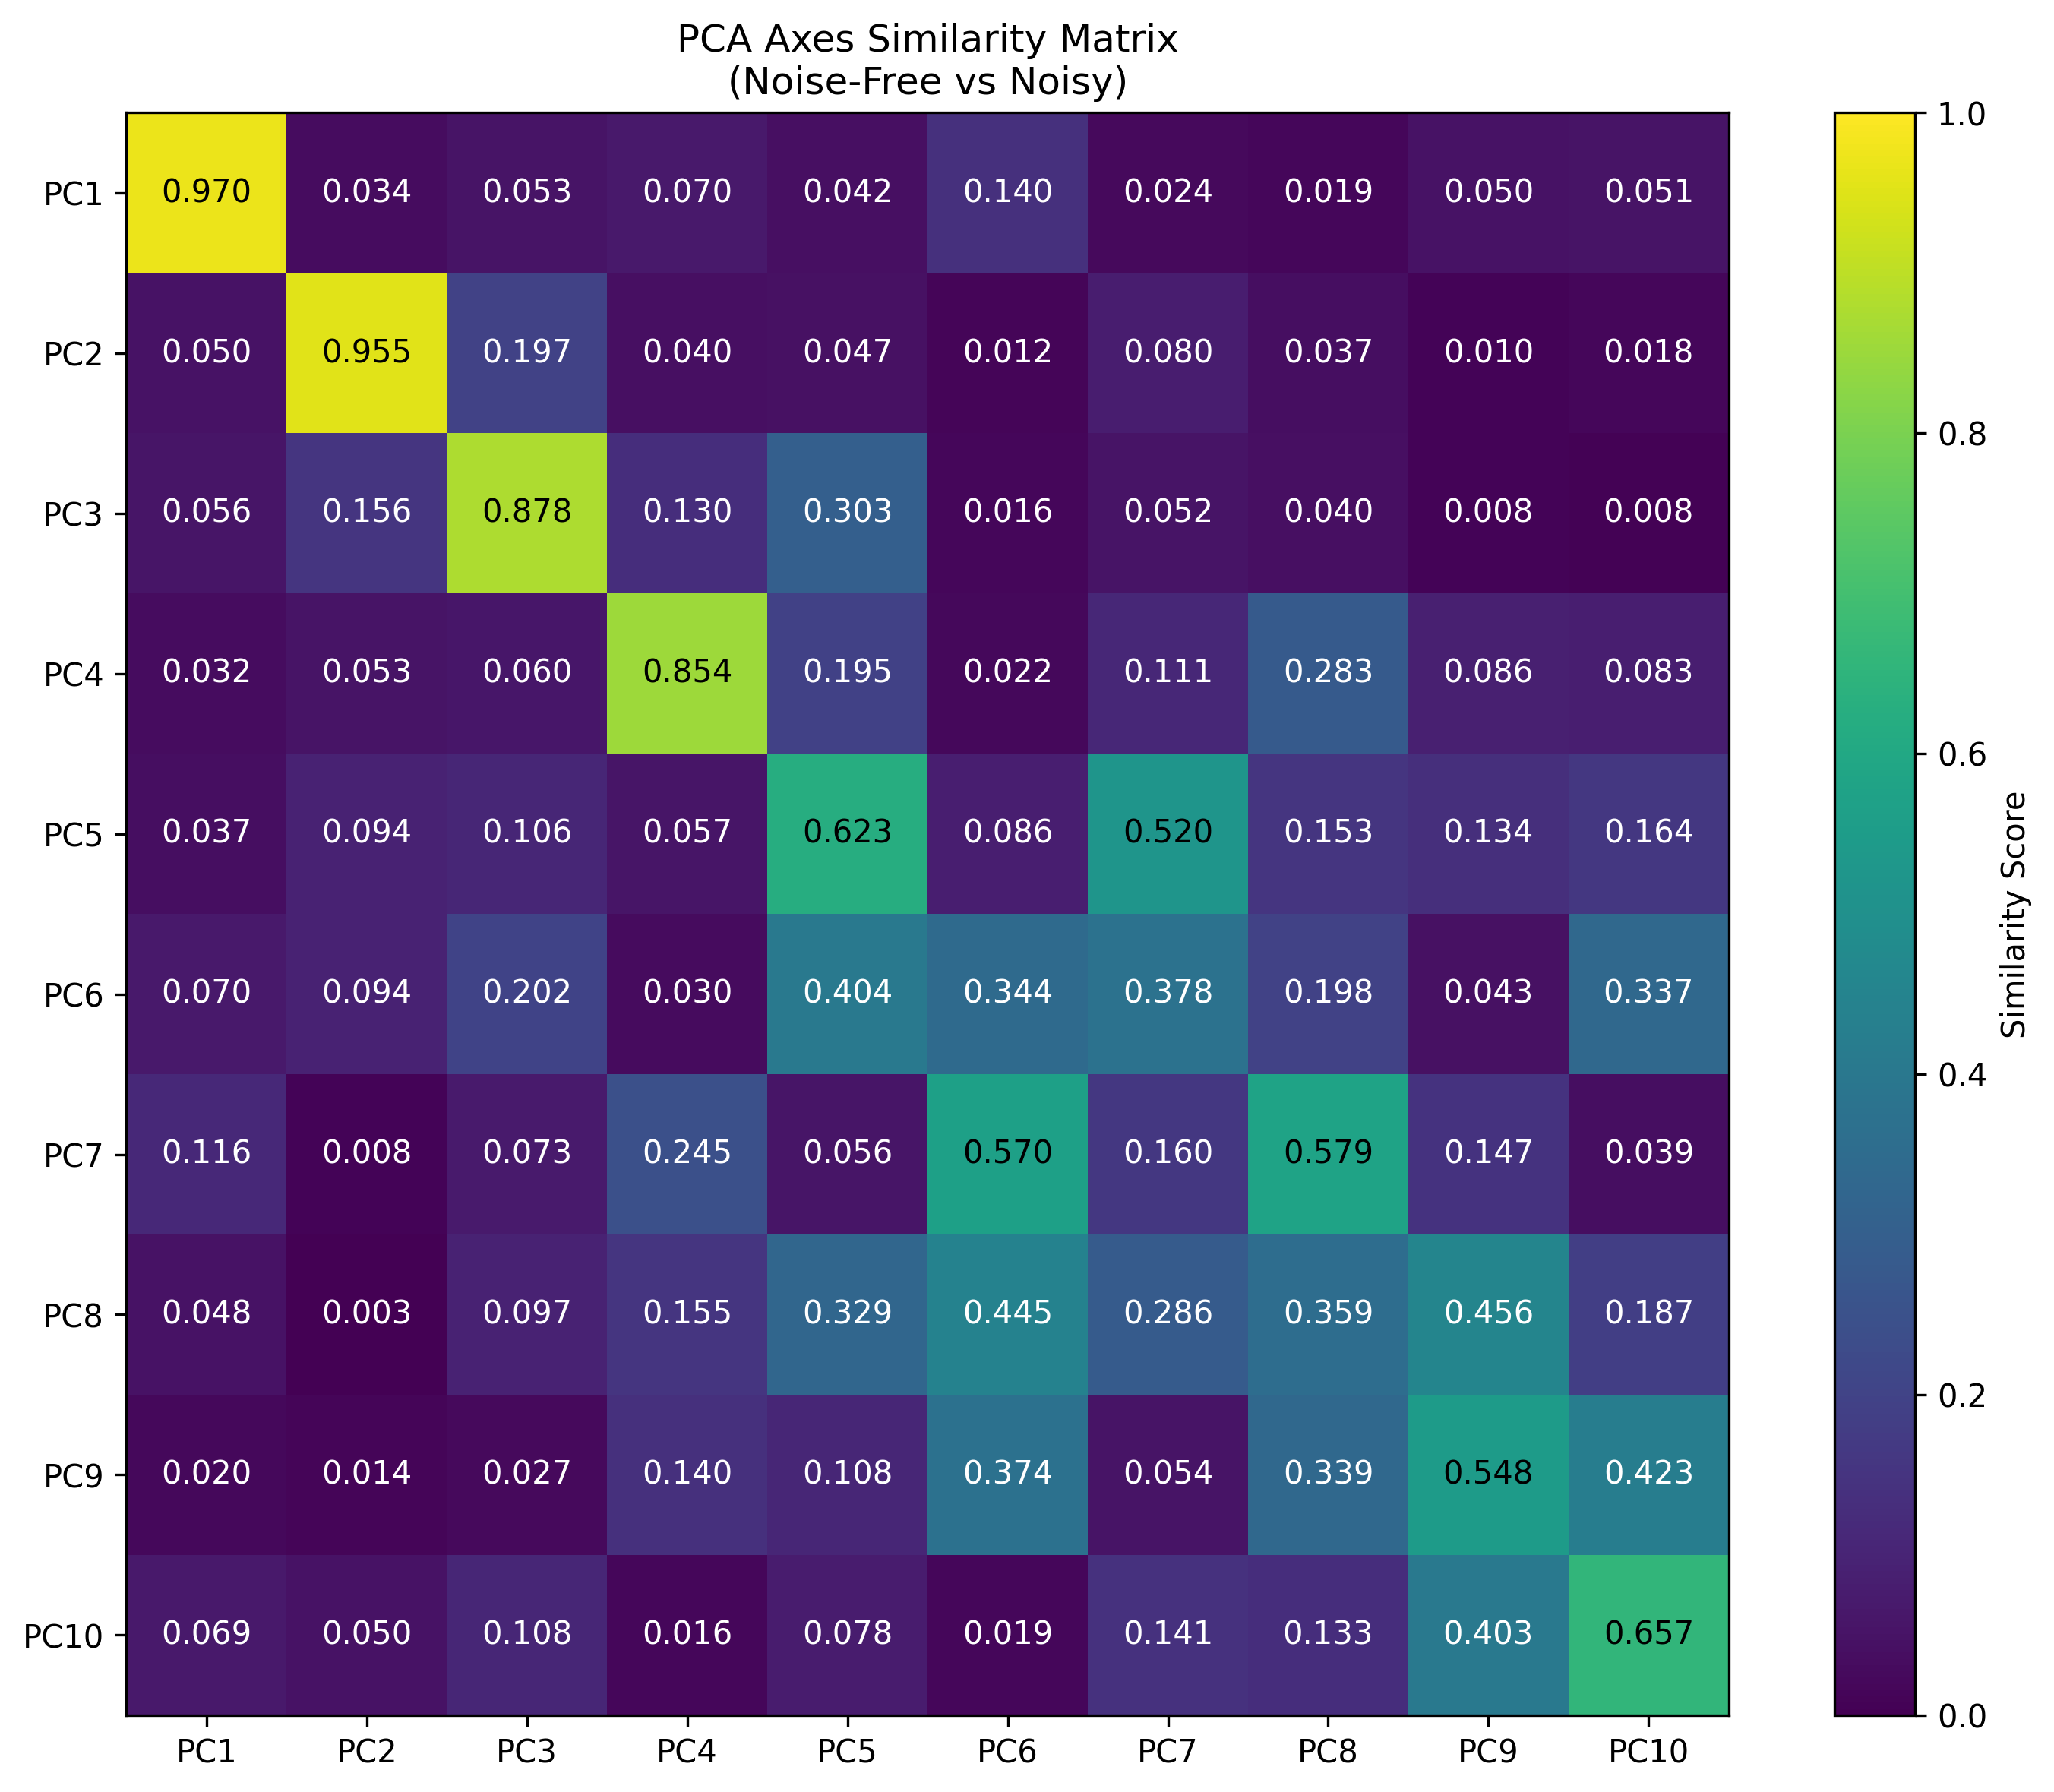 PCA Axes Similarity Matrix
(Noise-Free vs Noisy)
PC1 0.970 0.034 0.053 0.070 0.042 0.140 0.024 0.019 0.050 0.051
PC2 0.050 0.955 0.197 0.040 0.047 0.012 0.080 0.037 0.010 0.018
PC3 0.056 0.156 0.878 0.130 0.303 0.016 0.052 0.040 0.008 0.008
PC4 0.032 0.053 0.060 0.854 0.195 0.022 0.111 0.283 0.086 0.083
PC5 0.037 0.094 0.106 0.057 0.623 0.086 0.520 0.153 0.134 0.164
PC6 0.070 0.094 0.202 0.030 0.404 0.344 0.378 0.198 0.043 0.337
PC7 0.116 0.008 0.073 0.245 0.056 0.570 0.160 0.579 0.147 0.039
PC8 0.048 0.003 0.097 0.155 0.329 0.445 0.286 0.359 0.456 0.187
PC9 0.020 0.014 0.027 0.140 0.108 0.374 0.054 0.339 0.548 0.423
PC10 0.069 0.050 0.108 0.016 0.078 0.019 0.141 0.133 0.403 0.657
PC1 PC2 PC3 PC4 PC5 PC6 PC7 PC8 PC9 PC10
1.0
0.8
0.6
0.4
0.2
0.0
Similarity Score